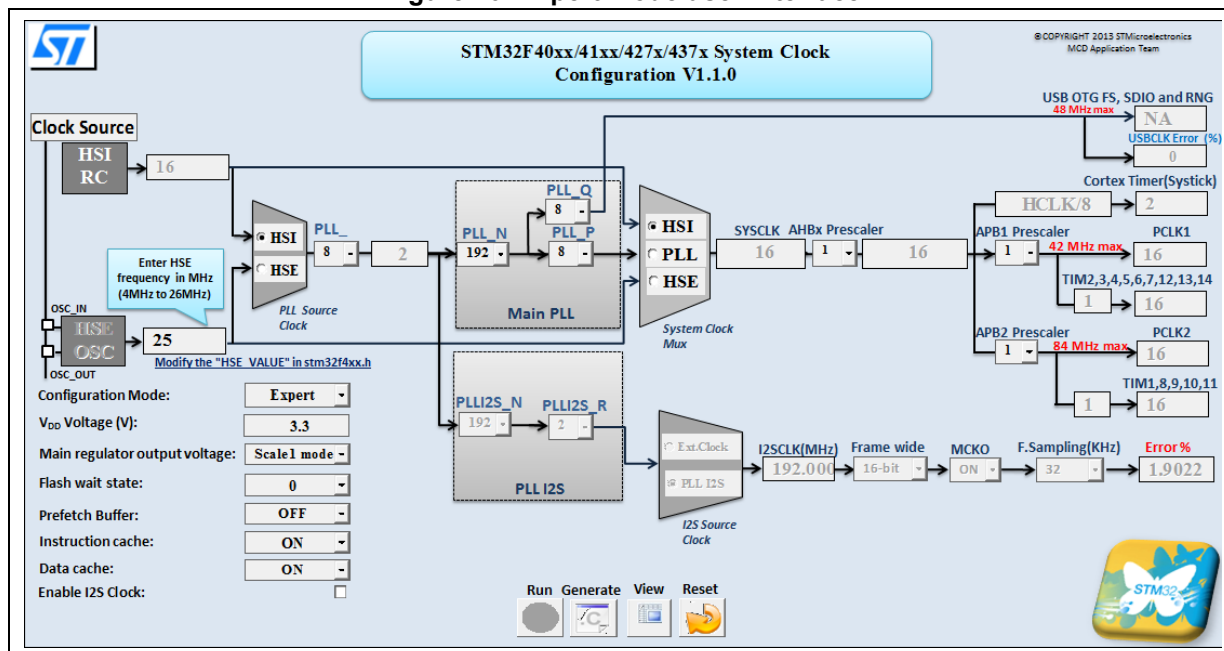 ST
STM32F40xx/41xx/427x/437x System Clock
Configuration V1.1.0
©COPYRIGHT 2013 STMicroelectronics
MCD Application Team
USB OTG FS, SDIO and RNG
48 MHz max
NA
USBCLK Error (%)
0
Clock Source
HSI
RC
16
PLL_Q
8
Cortex Timer(Systick)
HCLK/8
2
HSI
HSE
PLL_
8
2
PLL_N
192
PLL_P
8
Main PLL
HSI
PLL
HSE
SYSCLK
16
AHBx Prescaler
1
16
APB1 Prescaler
1
42 MHz max
PCLK1
16
TIM2,3,4,5,6,7,12,13,14
1
16
Enter HSE
frequency in MHz
(4MHz to 26MHz)
PLL Source
Clock
System Clock
Mux
OSC_IN
HSE
OSC
OSC_OUT
25
Modify the "HSE_VALUE" in stm32f4xx.h
APB2 Prescaler
1
84 MHz max
PCLK2
16
TIM1,8,9,10,11
1
16
Configuration Mode: Expert
VDD Voltage (V): 3.3
Main regulator output voltage: Scale1 mode
Flash wait state: 0
Prefetch Buffer: OFF
Instruction cache: ON
Data cache: ON
Enable I2S Clock:
PLLI2S_N
192
PLLI2S_R
2
PLL I2S
Ext.Clock
PLL I2S
I2S Source
Clock
I2SCLK(MHz)
192.000
Frame wide
16-bit
MCKO
ON
F.Sampling(KHz)
32
Error %
1.9022
Run Generate View Reset
.C
STM32